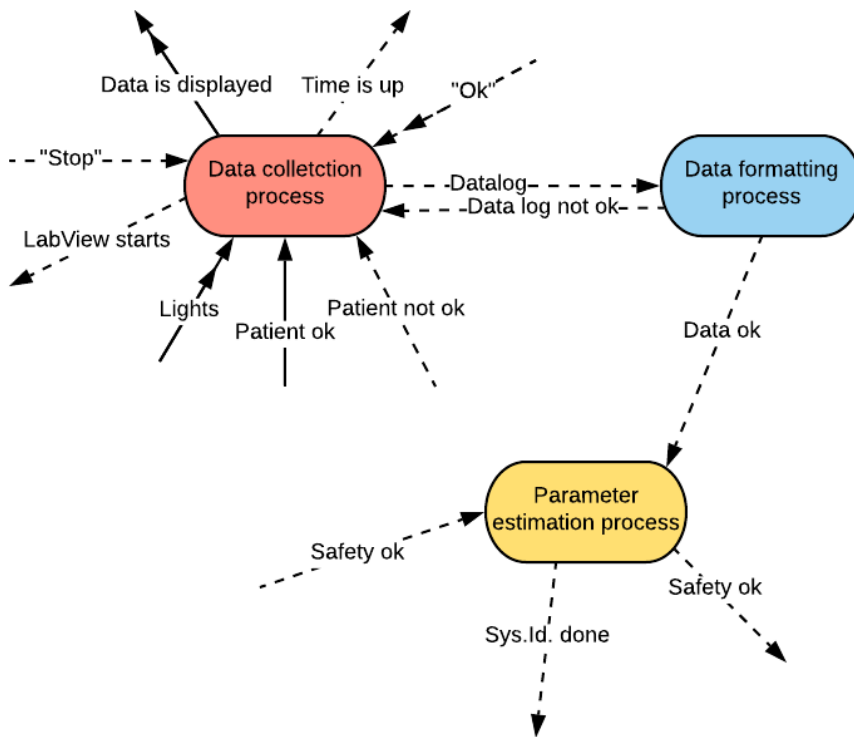 Data is displayed
Time is up
"Ok"
"Stop"
Data colletction
process
Datalog
Data log not ok
Data formatting
process
LabView starts
Lights
Patient ok
Patient not ok
Data ok
Parameter
estimation process
Safety ok
Safety ok
Sys.Id. done